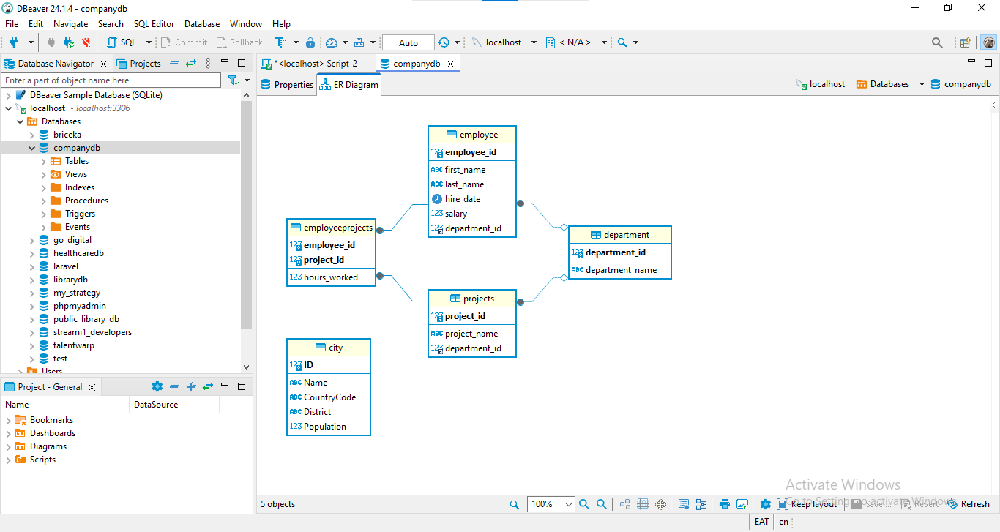 DBeaver 24.1.4 - companydb
File Edit Navigate Search SQL Editor Database Window Help
SQL Commit Rollback Auto localhost < N/A >
Database Navigator Projects
*<localhost> Script-2 companydb
Enter a part of object name here
Properties ER Diagram
localhost Databases companydb
DBeaver Sample Database (SQLite)
localhost - localhost:3306
Databases
briceka
companydb
Tables
Views
Indexes
Procedures
Triggers
Events
go_digital
healthcaredb
laravel
librarydb
my_strategy
phpmyadmin
public_library_db
streami1_developers
talentwarp
test
Users
Project - General
Name DataSource
Bookmarks
Dashboards
Diagrams
Scripts
employee
123 employee_id
ABC first_name
ABC last_name
hire_date
123 salary
123 department_id
employeeprojects
123 employee_id
123 project_id
123 hours_worked
department
123 department_id
ABC department_name
projects
123 project_id
ABC project_name
123 department_id
city
123 ID
ABC Name
ABC CountryCode
ABC District
123 Population
Activate Windows
Go to Settings to activate Windows.
5 objects
100%
Keep layout Save ... Revert Refresh
EAT en